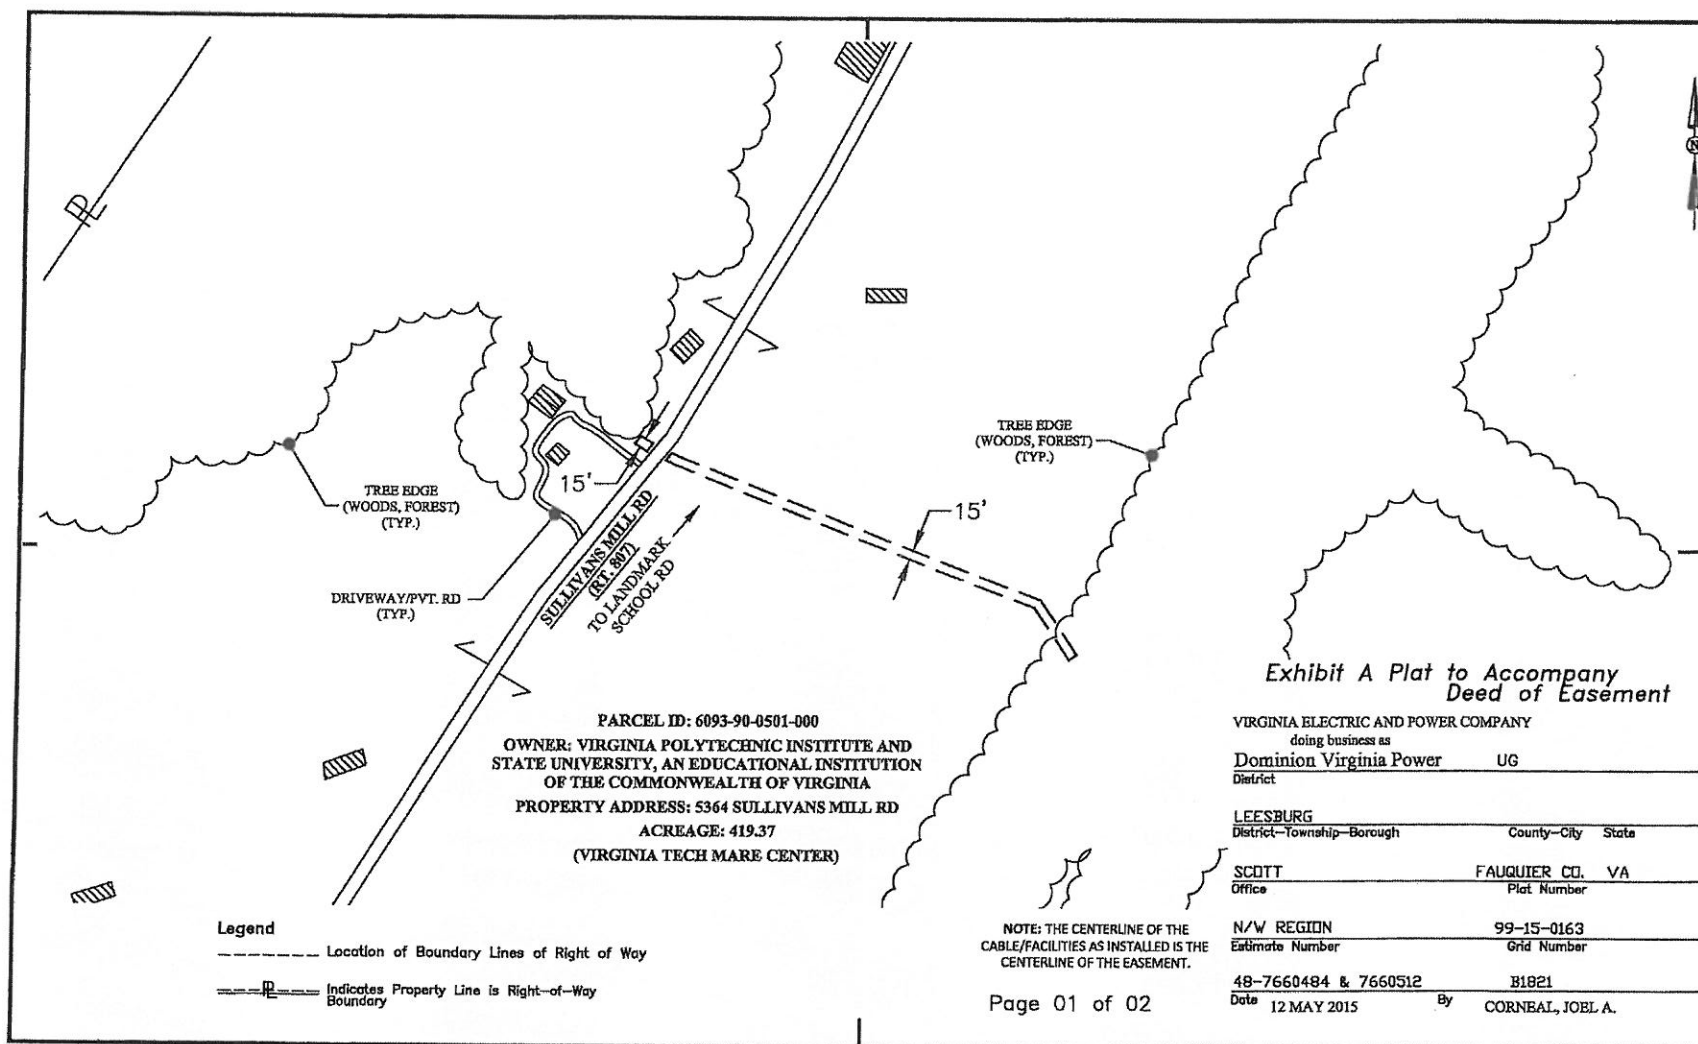 PL
TREE EDGE
(WOODS, FOREST)
(TYP.)
DRIVEWAY/PVT. RD
(TYP.)
15'
SULLIVANS MILL RD
(RT. 807)
TO LANDMARK
SCHOOL RD
15'
TREE EDGE
(WOODS, FOREST)
(TYP.)
N
PARCEL ID: 6093-90-0501-000
OWNER: VIRGINIA POLYTECHNIC INSTITUTE AND
STATE UNIVERSITY, AN EDUCATIONAL INSTITUTION
OF THE COMMONWEALTH OF VIRGINIA
PROPERTY ADDRESS: 5364 SULLIVANS MILL RD
ACREAGE: 419.37
(VIRGINIA TECH MARE CENTER)
Legend
Location of Boundary Lines of Right of Way
PL Indicates Property Line is Right-of-Way
Boundary
NOTE: THE CENTERLINE OF THE
CABLE/FACILITIES AS INSTALLED IS THE
CENTERLINE OF THE EASEMENT.
Page 01 of 02
Exhibit A Plat to Accompany
Deed of Easement
VIRGINIA ELECTRIC AND POWER COMPANY
doing business as
Dominion Virginia Power UG
District
LEESBURG
District-Township-Borough County-City State
SCOTT FAUQUIER CO. VA
Office Plat Number
N/W REGION 99-15-0163
Estimate Number Grid Number
48-7660484 & 7660512 B1821
Date 12 MAY 2015 By CORNEAL, JOEL A.